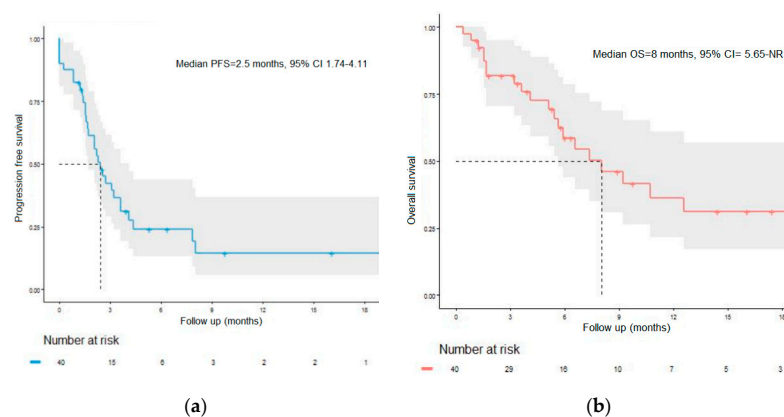 (a)
Median PFS=2.5 months, 95% CI 1.74-4.11
Progression free survival
1.00
0.75
0.50
0.25
0.00
0 3 6 9 12 15 18
Follow up (months)
Number at risk
40 15 6 3 2 2 1
(a)
(b)
Median OS=8 months, 95% CI= 5.65-NR
Overall survival
1.00
0.75
0.50
0.25
0.00
0 3 6 9 12 15 18
Follow up (months)
Number at risk
40 29 16 10 7 5 3
(b)